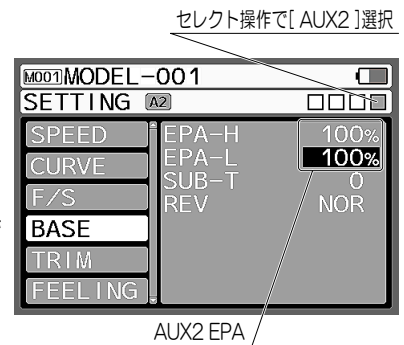 セレクト操作で[ AUX2 ]選択
M001 MODEL-001
SETTING A2
SPEED
CURVE
F/S
BASE
TRIM
FEELING
EPA-H 100%
EPA-L 100%
SUB-T 0
REV NOR
AUX2 EPA